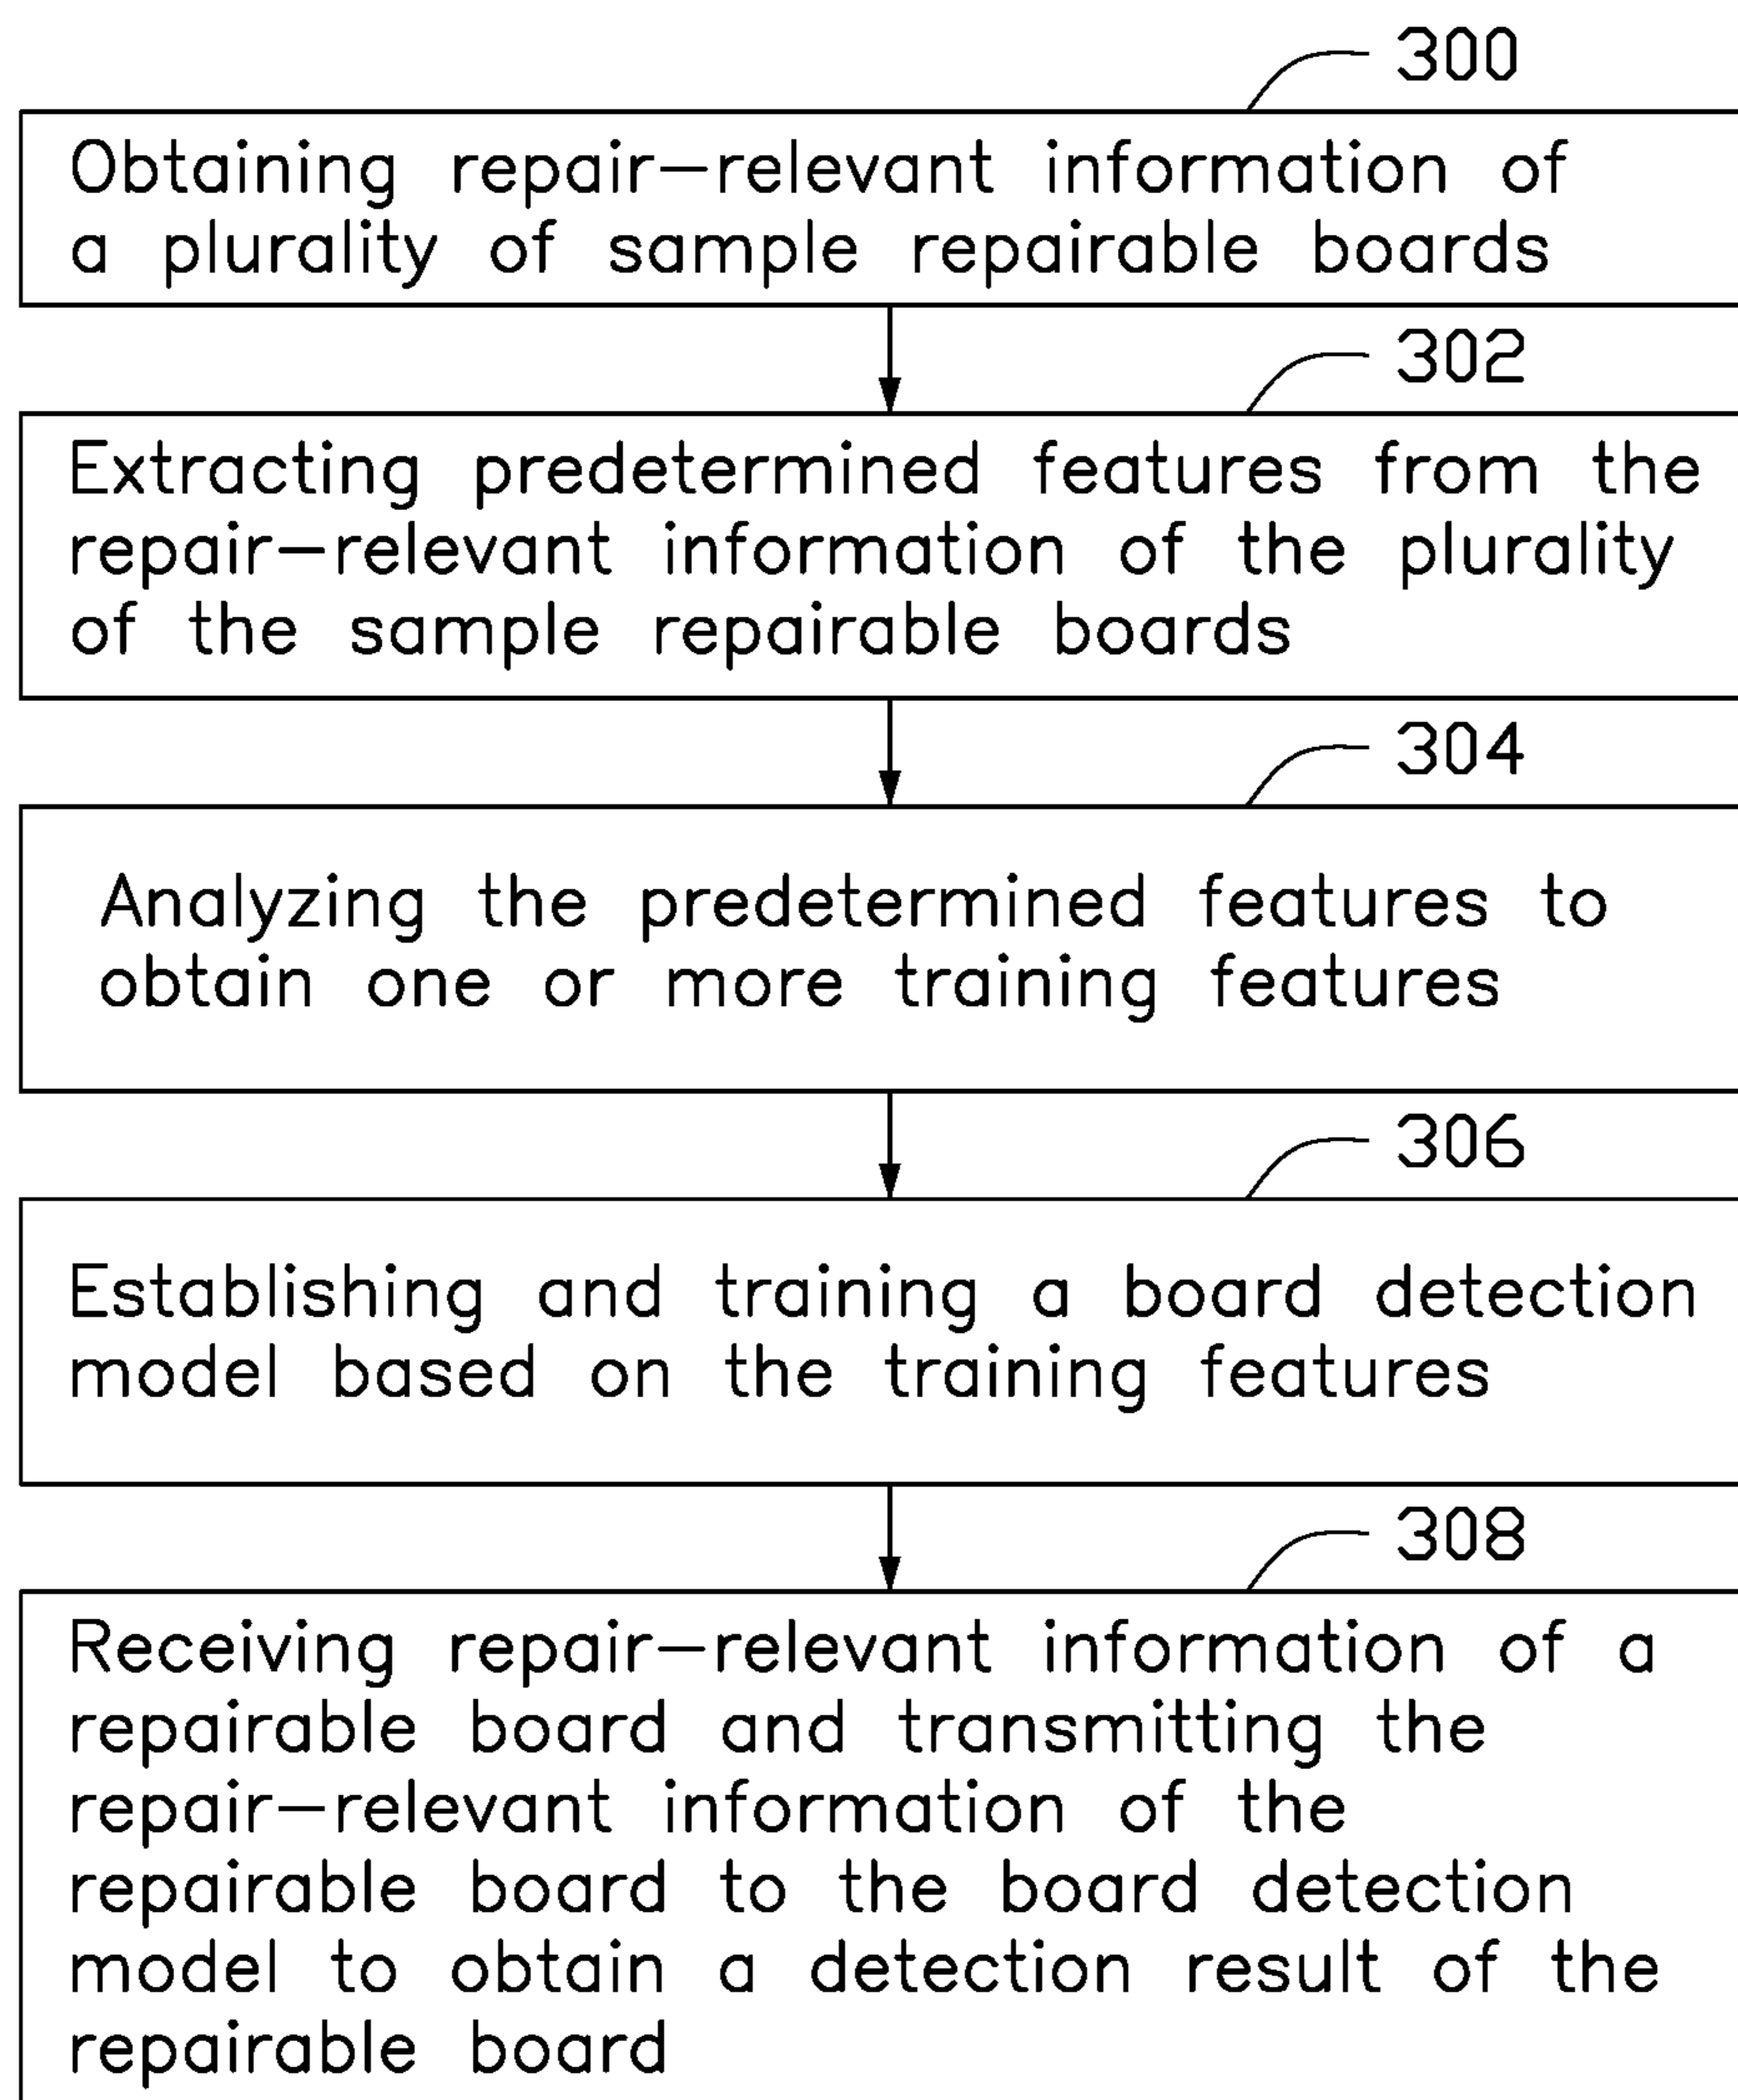 300
Obtaining repair-relevant information of
a plurality of sample repairable boards
302
Extracting predetermined features from the
repair-relevant information of the plurality
of the sample repairable boards
304
Analyzing the predetermined features to
obtain one or more training features
306
Establishing and training a board detection
model based on the training features
308
Receiving repair-relevant information of a
repairable board and transmitting the
repair-relevant information of the
repairable board to the board detection
model to obtain a detection result of the
repairable board